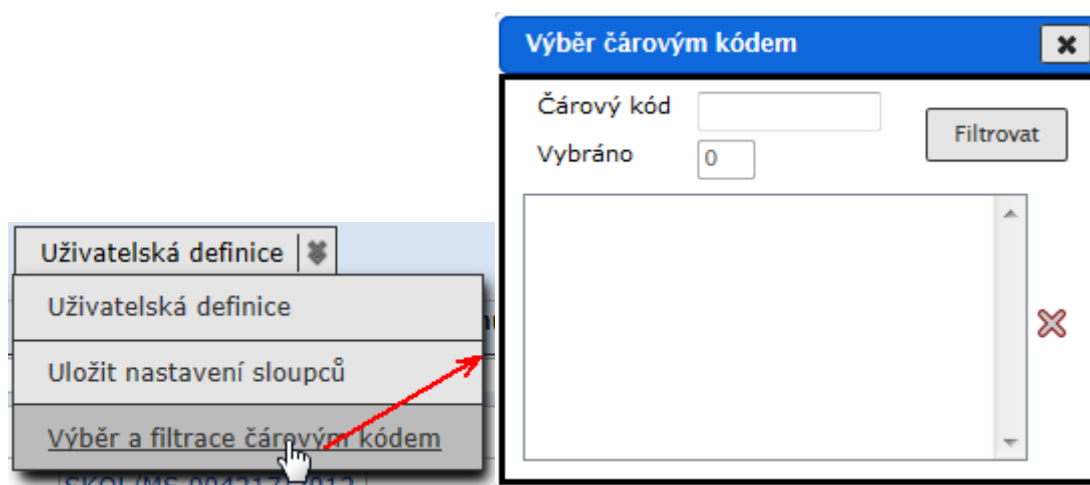 Výběr čárovým kódem
Čárový kód
Filtrovat
Vybráno
0
Uživatelská definice
Uživatelská definice
Uložit nastavení sloupců
Výběr a filtrace čárovým kódem